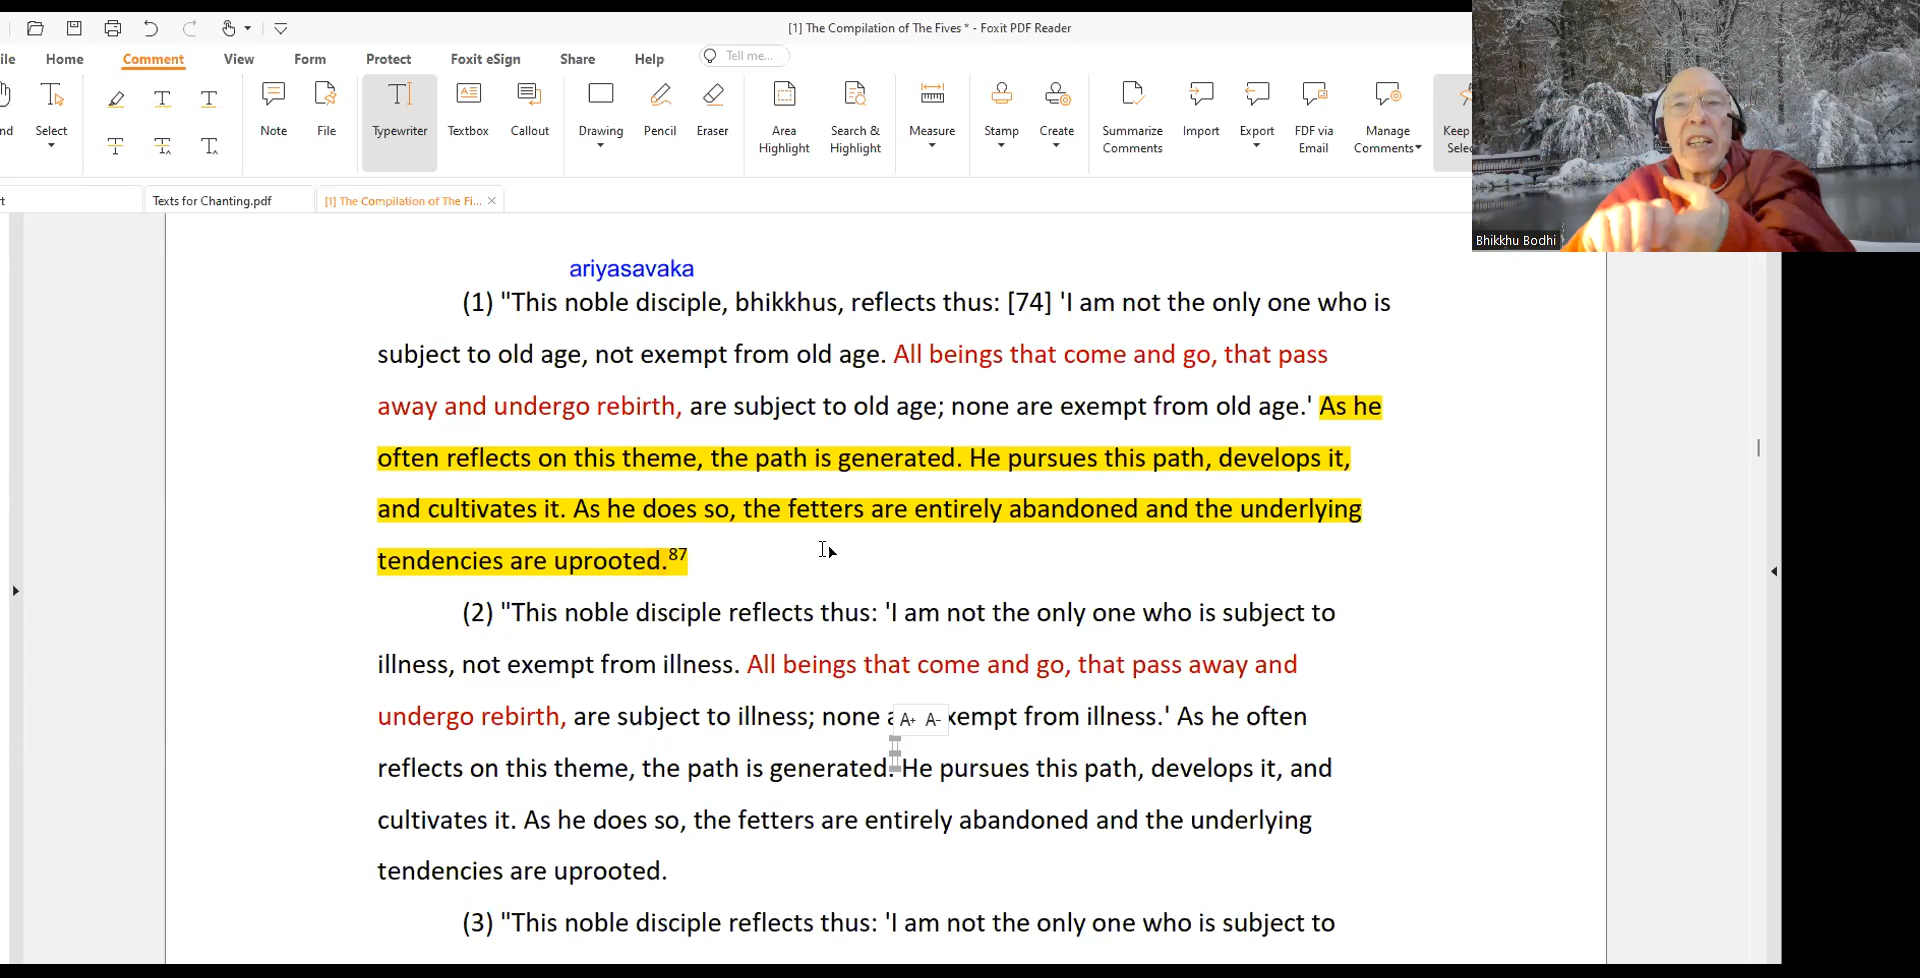 [1] The Compilation of The Fives * - Foxit PDF Reader
ile Home Comment View Form Protect Foxit eSign Share Help Tell me...
nd Select Note File Typewriter Textbox Callout Drawing Pencil Eraser Area Highlight Search & Highlight Measure Stamp Create Summarize Comments Import Export FDF via Email Manage Comments Keep Selec
rt Texts for Chanting.pdf [1] The Compilation of The Fi...
Bhikkhu Bodhi
ariyasavaka
(1) "This noble disciple, bhikkhus, reflects thus: [74] 'I am not the only one who is
subject to old age, not exempt from old age. All beings that come and go, that pass
away and undergo rebirth, are subject to old age; none are exempt from old age.' As he
often reflects on this theme, the path is generated. He pursues this path, develops it,
and cultivates it. As he does so, the fetters are entirely abandoned and the underlying
tendencies are uprooted.87
(2) "This noble disciple reflects thus: 'I am not the only one who is subject to
illness, not exempt from illness. All beings that come and go, that pass away and
undergo rebirth, are subject to illness; none a A+ A- xempt from illness.' As he often
reflects on this theme, the path is generated. He pursues this path, develops it, and
cultivates it. As he does so, the fetters are entirely abandoned and the underlying
tendencies are uprooted.
(3) "This noble disciple reflects thus: 'I am not the only one who is subject to